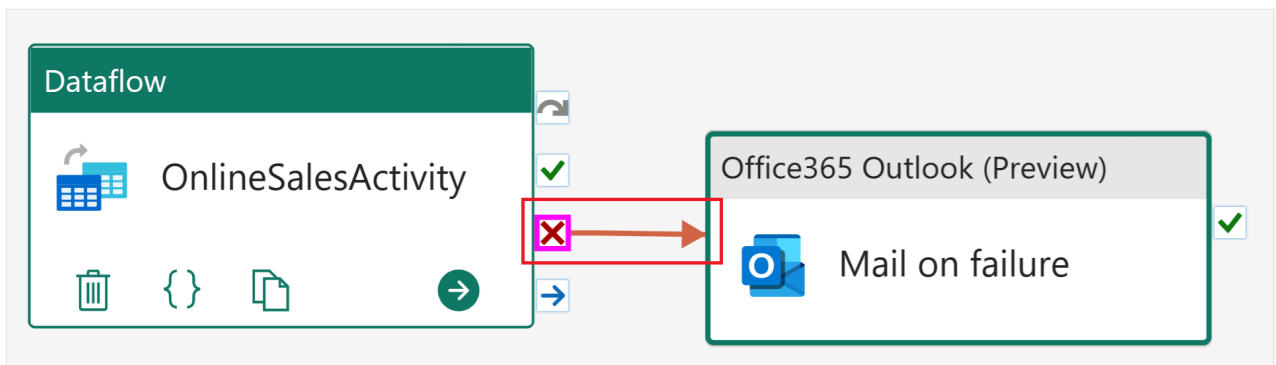 Dataflow
OnlineSalesActivity
{}
Office365 Outlook (Preview)
Mail on failure